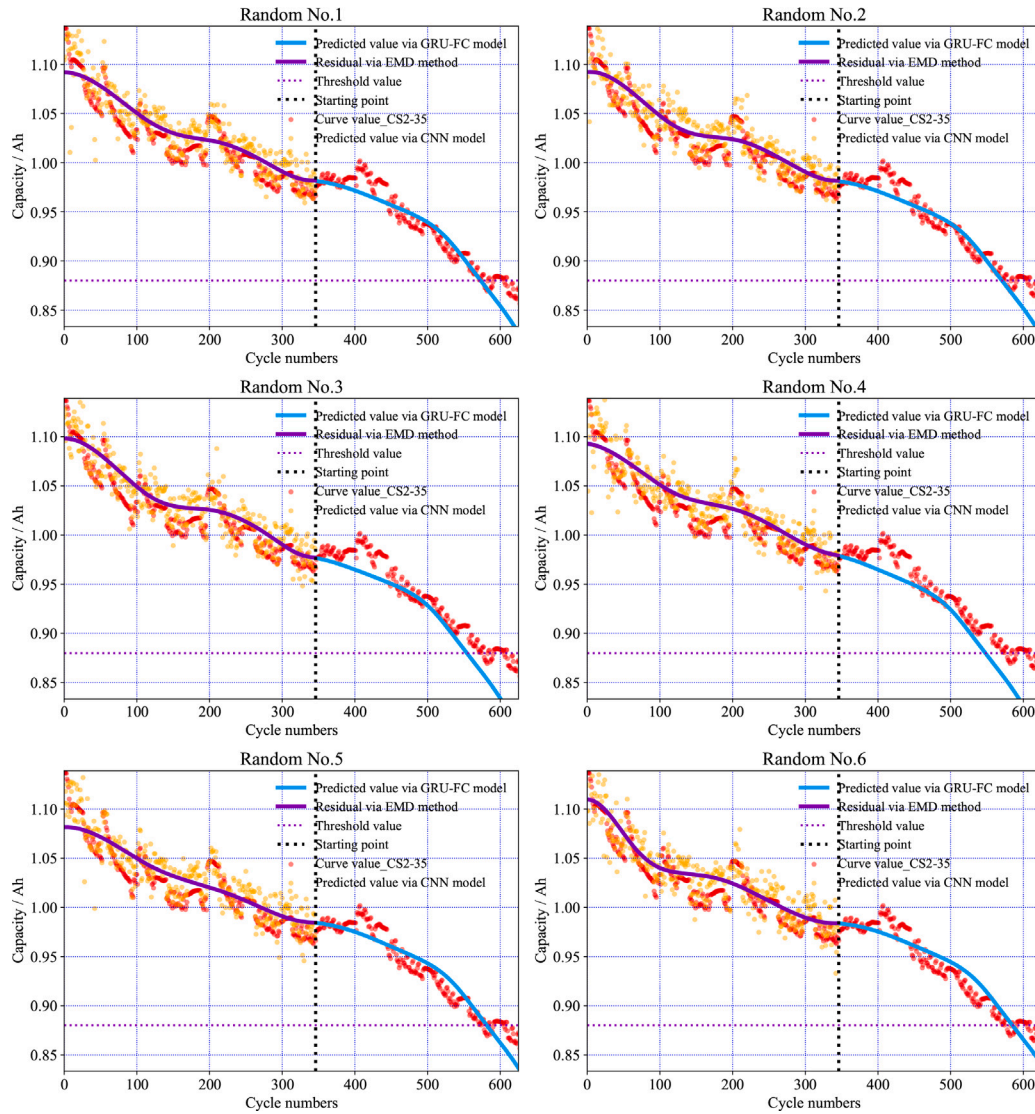 Random No.1
Predicted value via GRU-FC model
Residual via EMD method
Threshold value
Starting point
Curve value_CS2-35
Predicted value via CNN model
Capacity / Ah
1.10
1.05
1.00
0.95
0.90
0.85
0 100 200 300 400 500 600
Cycle numbers
Random No.2
Predicted value via GRU-FC model
Residual via EMD method
Threshold value
Starting point
Curve value_CS2-35
Predicted value via CNN model
Capacity / Ah
1.10
1.05
1.00
0.95
0.90
0.85
0 100 200 300 400 500 600
Cycle numbers
Random No.3
Predicted value via GRU-FC model
Residual via EMD method
Threshold value
Starting point
Curve value_CS2-35
Predicted value via CNN model
Capacity / Ah
1.10
1.05
1.00
0.95
0.90
0.85
0 100 200 300 400 500 600
Cycle numbers
Random No.4
Predicted value via GRU-FC model
Residual via EMD method
Threshold value
Starting point
Curve value_CS2-35
Predicted value via CNN model
Capacity / Ah
1.10
1.05
1.00
0.95
0.90
0.85
0 100 200 300 400 500 600
Cycle numbers
Random No.5
Predicted value via GRU-FC model
Residual via EMD method
Threshold value
Starting point
Curve value_CS2-35
Predicted value via CNN model
Capacity / Ah
1.10
1.05
1.00
0.95
0.90
0.85
0 100 200 300 400 500 600
Cycle numbers
Random No.6
Predicted value via GRU-FC model
Residual via EMD method
Threshold value
Starting point
Curve value_CS2-35
Predicted value via CNN model
Capacity / Ah
1.10
1.05
1.00
0.95
0.90
0.85
0 100 200 300 400 500 600
Cycle numbers